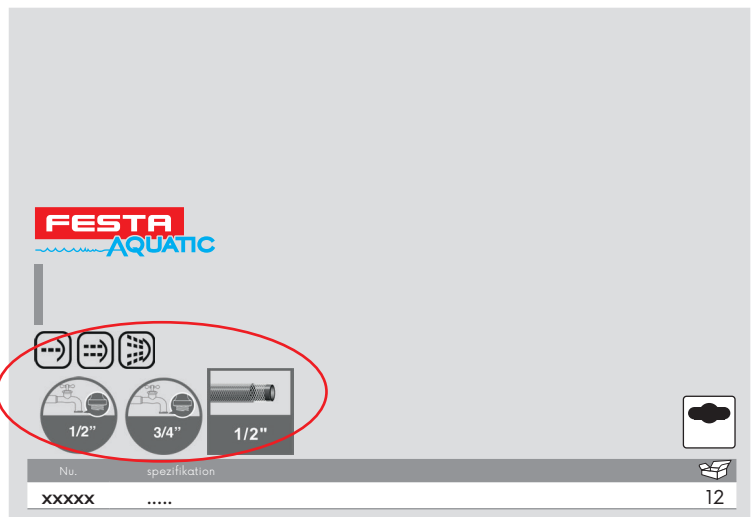 FESTA
AQUATIC
1/2” 3/4” 1/2"
Nu. spezifikation
xxxxx ..... 12